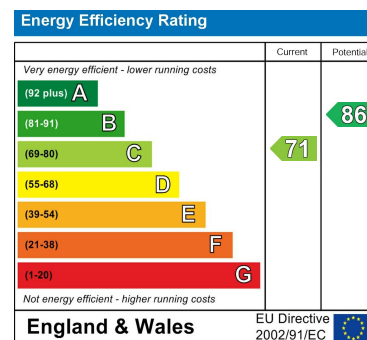 Energy Efficiency Rating
Current Potential
Very energy efficient - lower running costs
(92 plus) A
(81-91) B
86
(69-80) C
71
(55-68) D
(39-54) E
(21-38) F
(1-20) G
Not energy efficient - higher running costs
England & Wales
EU Directive
2002/91/EC